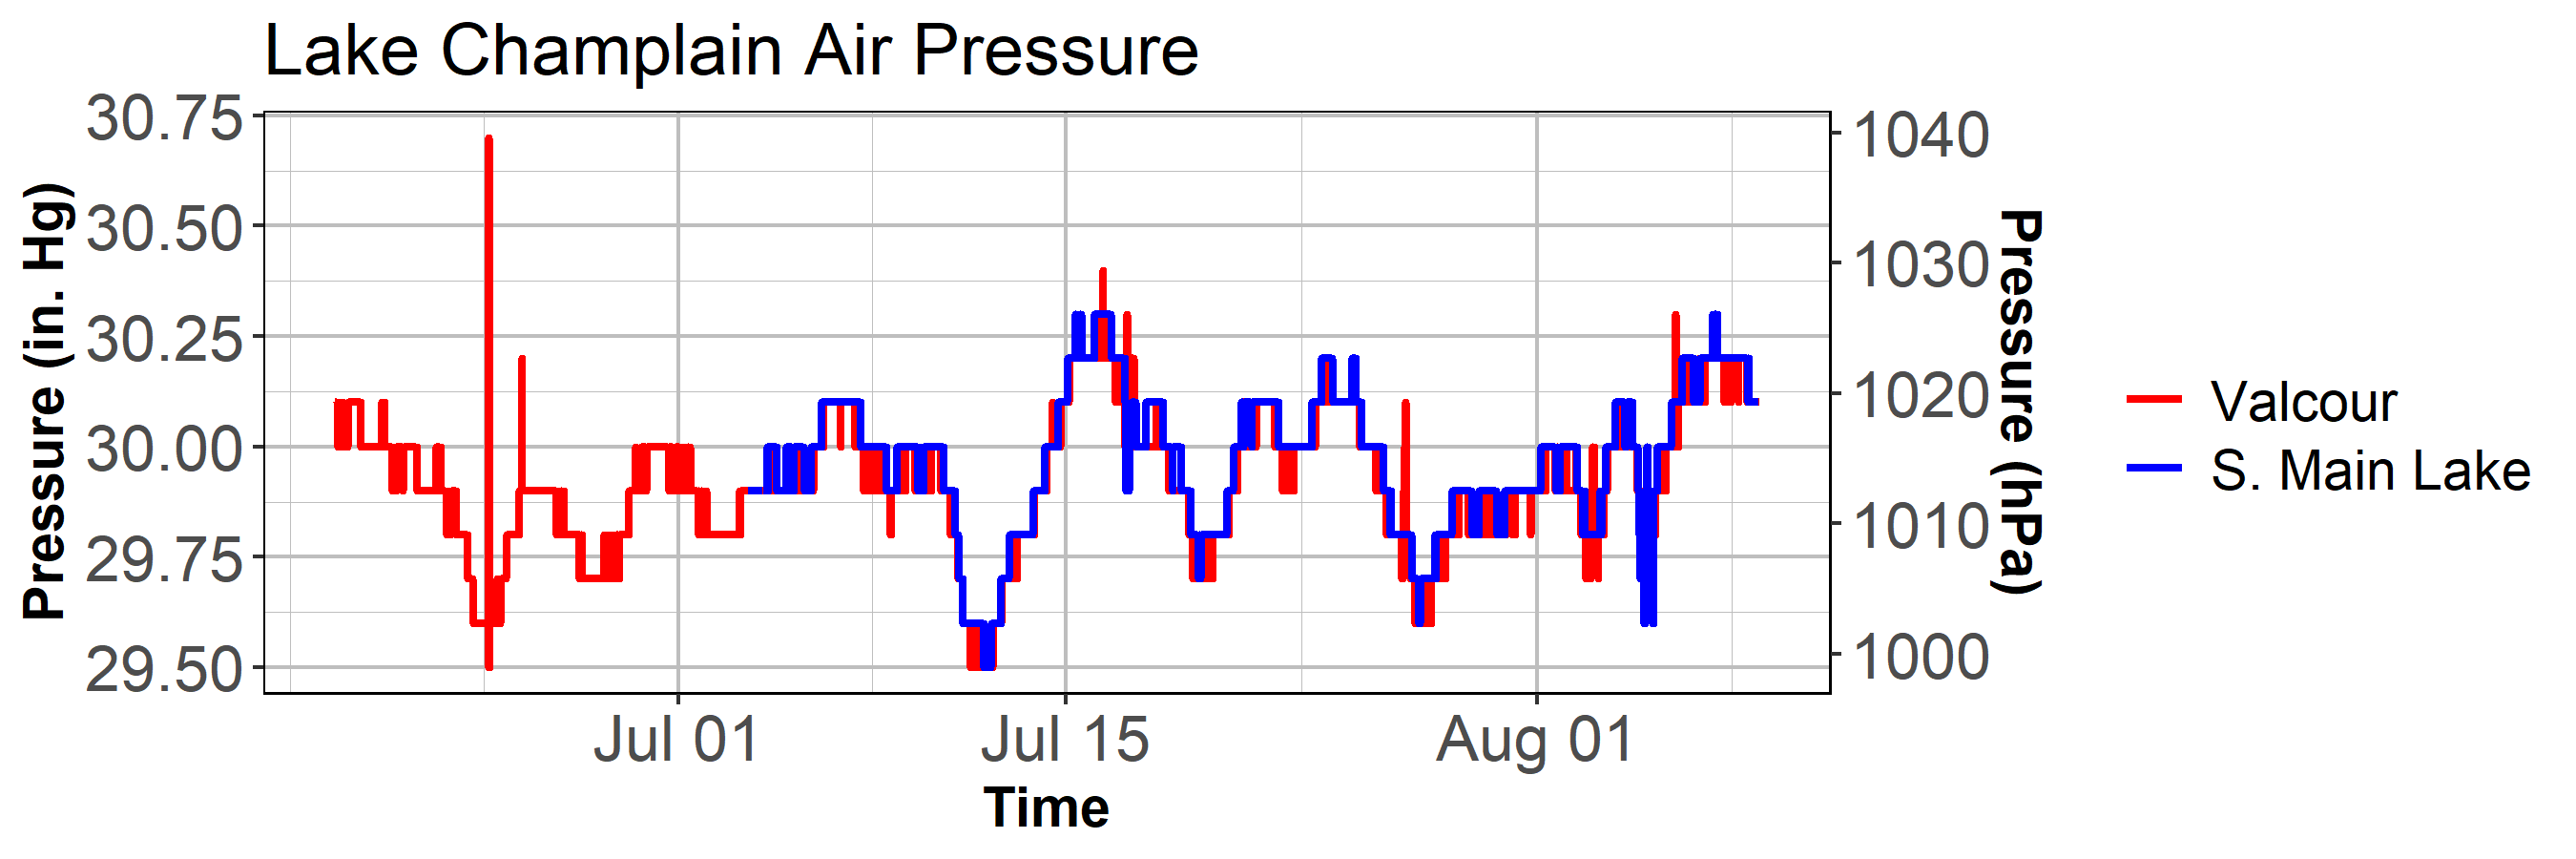 Lake Champlain Air Pressure
Pressure (in. Hg)
30.75
30.50
30.25
30.00
29.75
29.50
1040
1030
1020
1010
1000
Pressure (hPa)
Jul 01
Jul 15
Aug 01
Time
Valcour
S. Main Lake